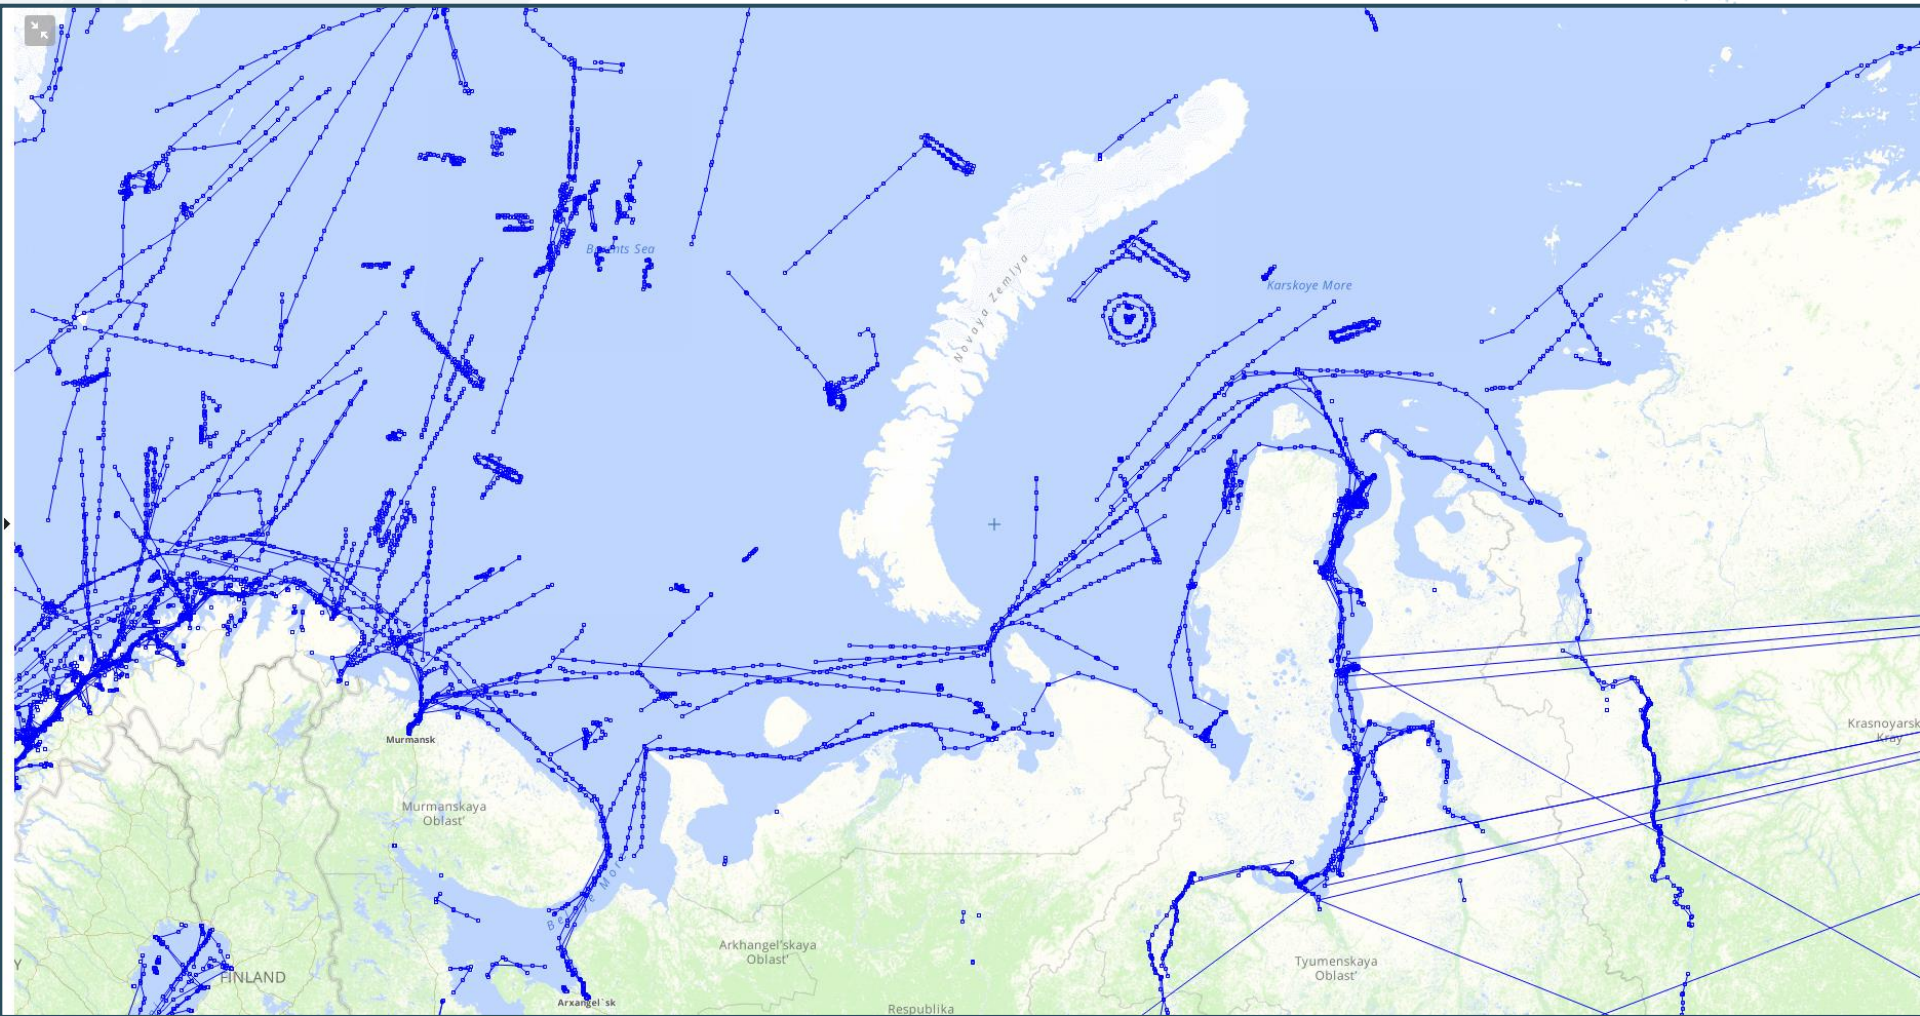 Barents Sea
Novaya Zemlya
Karskoye More
Murmansk
Krasnoyarsk
Kray
Murmanskaya
Oblast'
Arkhangel'skaya
Oblast'
Tyumenskaya
Oblast'
Y
FINLAND
Arxangel`sk
Respublika